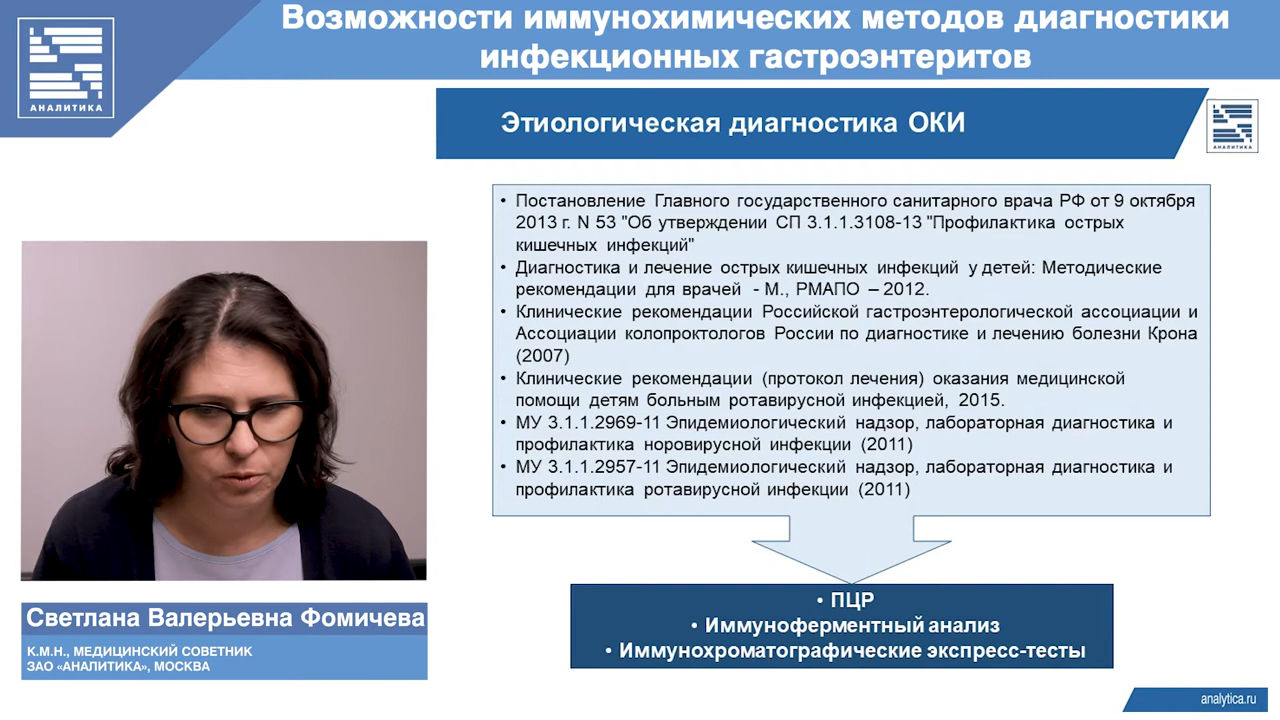 Возможности иммунохимических методов диагностики
инфекционных гастроэнтеритов
АНАЛИТИКА
Этиологическая диагностика ОКИ
АНАЛИТИКА
• Постановление Главного государственного санитарного врача РФ от 9 октября
2013 г. N 53 "Об утверждении СП 3.1.1.3108-13 "Профилактика острых
кишечных инфекций"
• Диагностика и лечение острых кишечных инфекций у детей: Методические
рекомендации для врачей - М., РМАПО – 2012.
• Клинические рекомендации Российской гастроэнтерологической ассоциации и
Ассоциации колопроктологов России по диагностике и лечению болезни Крона
(2007)
• Клинические рекомендации (протокол лечения) оказания медицинской
помощи детям больным ротавирусной инфекцией, 2015.
• МУ 3.1.1.2969-11 Эпидемиологический надзор, лабораторная диагностика и
профилактика норовирусной инфекции (2011)
• МУ 3.1.1.2957-11 Эпидемиологический надзор, лабораторная диагностика и
профилактика ротавирусной инфекции (2011)
• ПЦР
• Иммуноферментный анализ
• Иммунохроматографические экспресс-тесты
Светлана Валерьевна Фомичева
К.М.Н., МЕДИЦИНСКИЙ СОВЕТНИК
ЗАО «АНАЛИТИКА», МОСКВА
analytica.ru